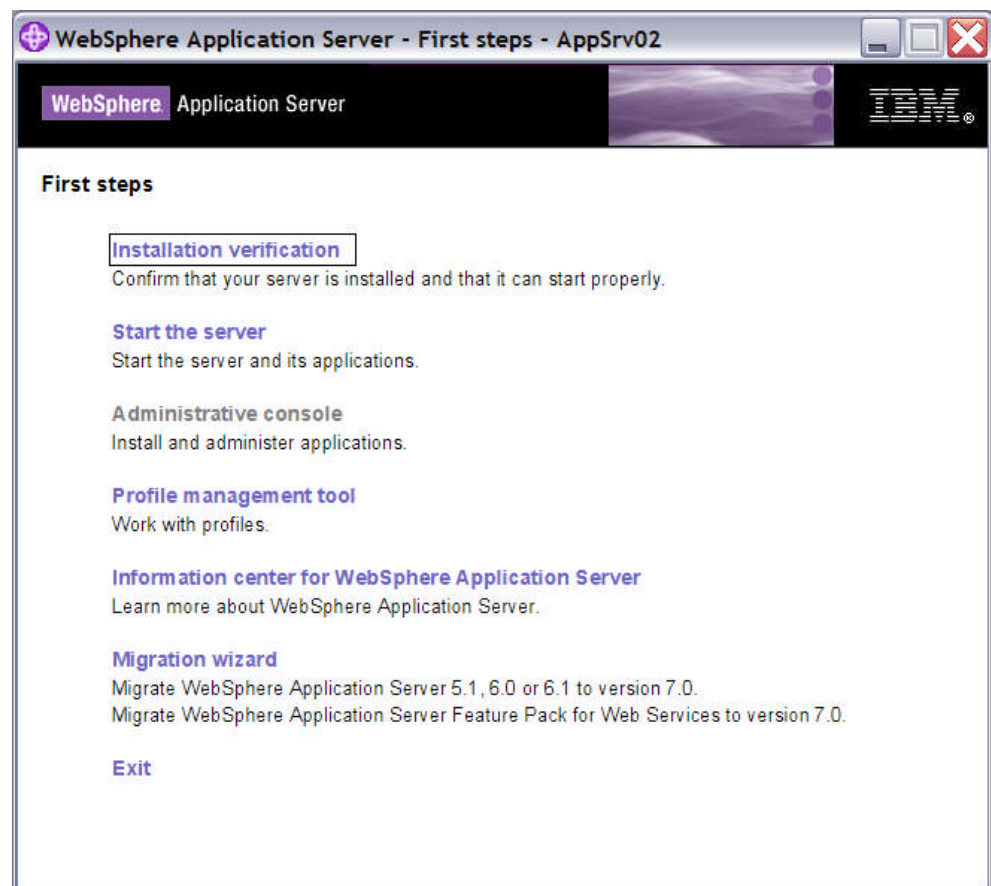 WebSphere Application Server - First steps - AppSrv02
WebSphere Application Server
IBM®
First steps
Installation verification
Confirm that your server is installed and that it can start properly.
Start the server
Start the server and its applications.
Administrative console
Install and administer applications.
Profile management tool
Work with profiles.
Information center for WebSphere Application Server
Learn more about WebSphere Application Server.
Migration wizard
Migrate WebSphere Application Server 5.1, 6.0 or 6.1 to version 7.0.
Migrate WebSphere Application Server Feature Pack for Web Services to version 7.0.
Exit